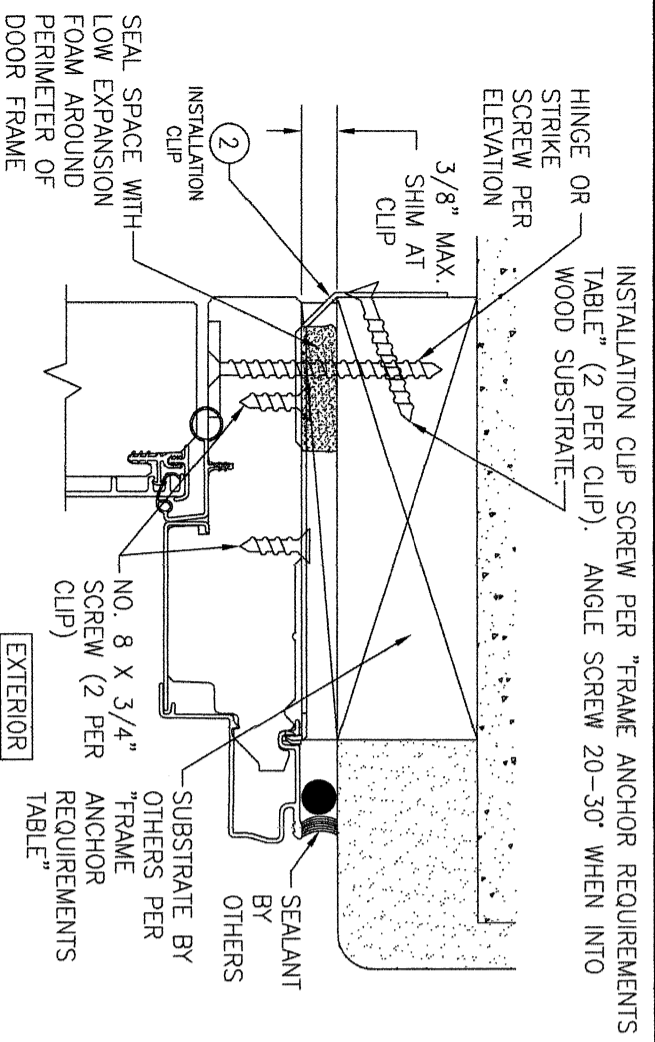 INSTALLATION CLIP SCREW PER "FRAME ANCHOR REQUIREMENTS
TABLE" (2 PER CLIP). ANGLE SCREW 20-30° WHEN INTO
WOOD SUBSTRATE.
HINGE OR
STRIKE
SCREW PER
ELEVATION
3/8" MAX.
SHIM AT
CLIP
2
INSTALLATION
CLIP
SEAL SPACE WITH
LOW EXPANSION
FOAM AROUND
PERIMETER OF
DOOR FRAME
NO. 8 X 3/4"
SCREW (2 PER
CLIP)
EXTERIOR
SUBSTRATE BY
OTHERS PER
"FRAME
ANCHOR
REQUIREMENTS
TABLE"
SEALANT
BY
OTHERS